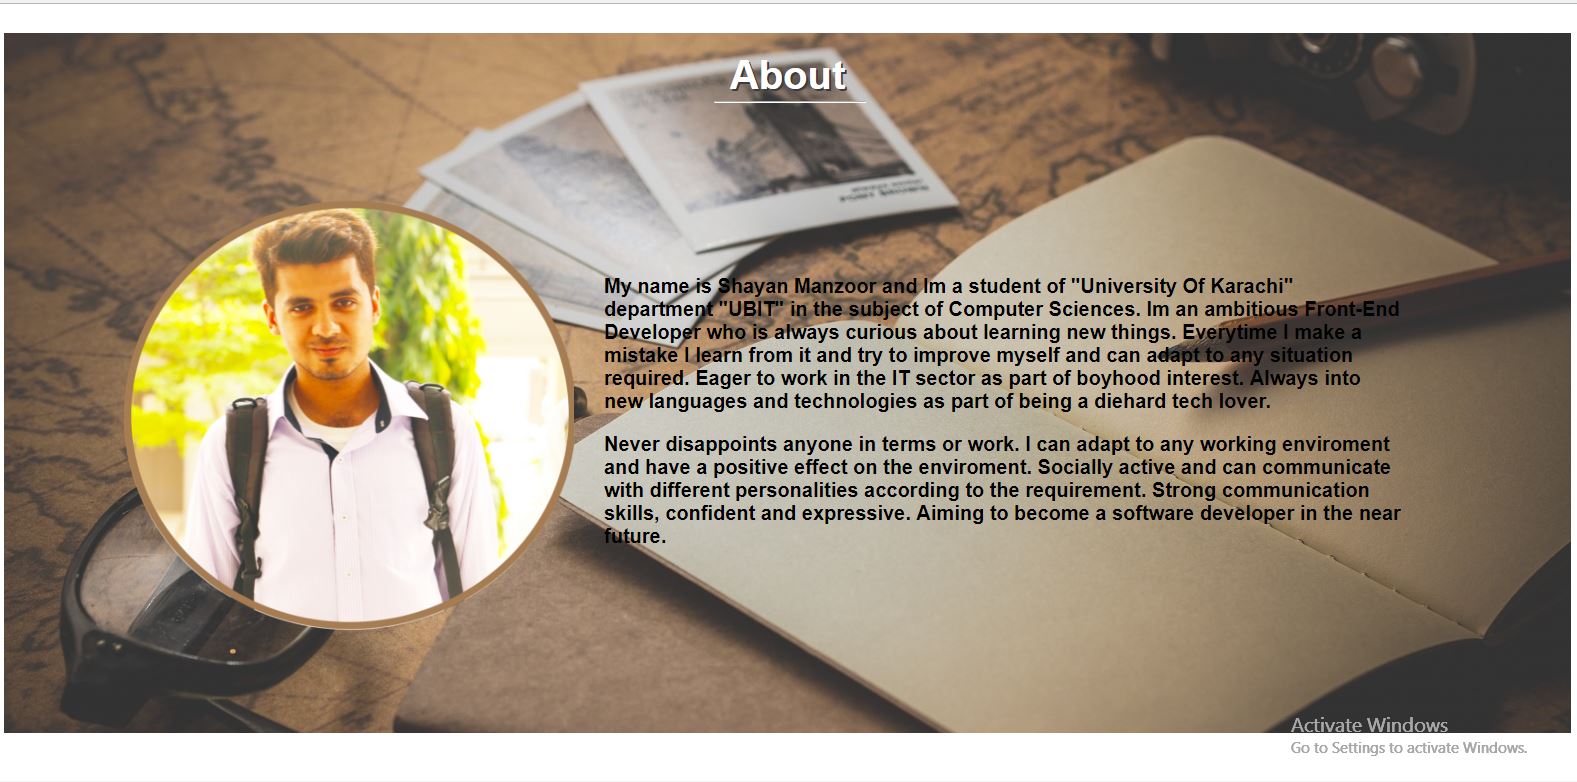 About
My name is Shayan Manzoor and Im a student of "University Of Karachi"
department "UBIT" in the subject of Computer Sciences. Im an ambitious Front-End
Developer who is always curious about learning new things. Everytime I make a
mistake I learn from it and try to improve myself and can adapt to any situation
required. Eager to work in the IT sector as part of boyhood interest. Always into
new languages and technologies as part of being a diehard tech lover.
Never disappoints anyone in terms or work. I can adapt to any working enviroment
and have a positive effect on the enviroment. Socially active and can communicate
with different personalities according to the requirement. Strong communication
skills, confident and expressive. Aiming to become a software developer in the near
future.
Activate Windows
Go to Settings to activate Windows.